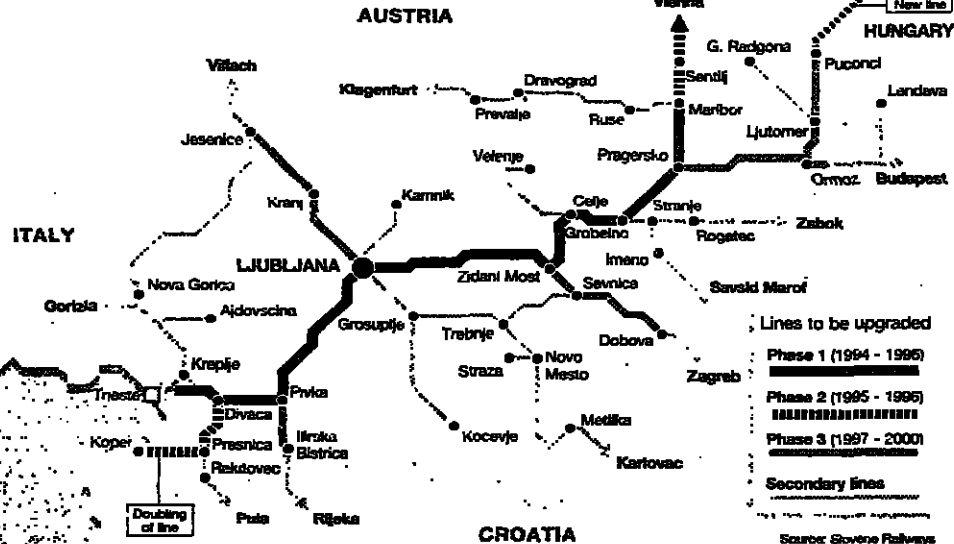 AUSTRIA
Vienna
New line
HUNGARY
G. Radgona
Puconci
Sentilj
Villach
Klagenfurt
Dravograd
Prevalje
Ruse
Maribor
Lendava
Jesenice
Ljutomer
Velenje
Pragersko
Ormoz
Budapest
Kranj
Kamnik
Celje
Stranje
Grobelno
Rogatec
Zabok
ITALY
LJUBLJANA
Zidani Most
Imeno
Sevnica
Savski Marof
Nova Gorica
Gorizia
Ajdovscina
Grosuplje
Trebnje
Dobova
Lines to be upgraded
Kreplje
Straza
Novo
Mesto
Zagreb
Phase 1 (1994 - 1996)
Trieste
Pivka
Divaca
Phase 2 (1995 - 1996)
Koper
Presnica
Ilirska
Bistrica
Kocevje
Metlika
Phase 3 (1997 - 2000)
Rakitovec
Karlovac
Secondary lines
Doubling
of line
Pula
Rijeka
CROATIA
Source: Slovene Railways